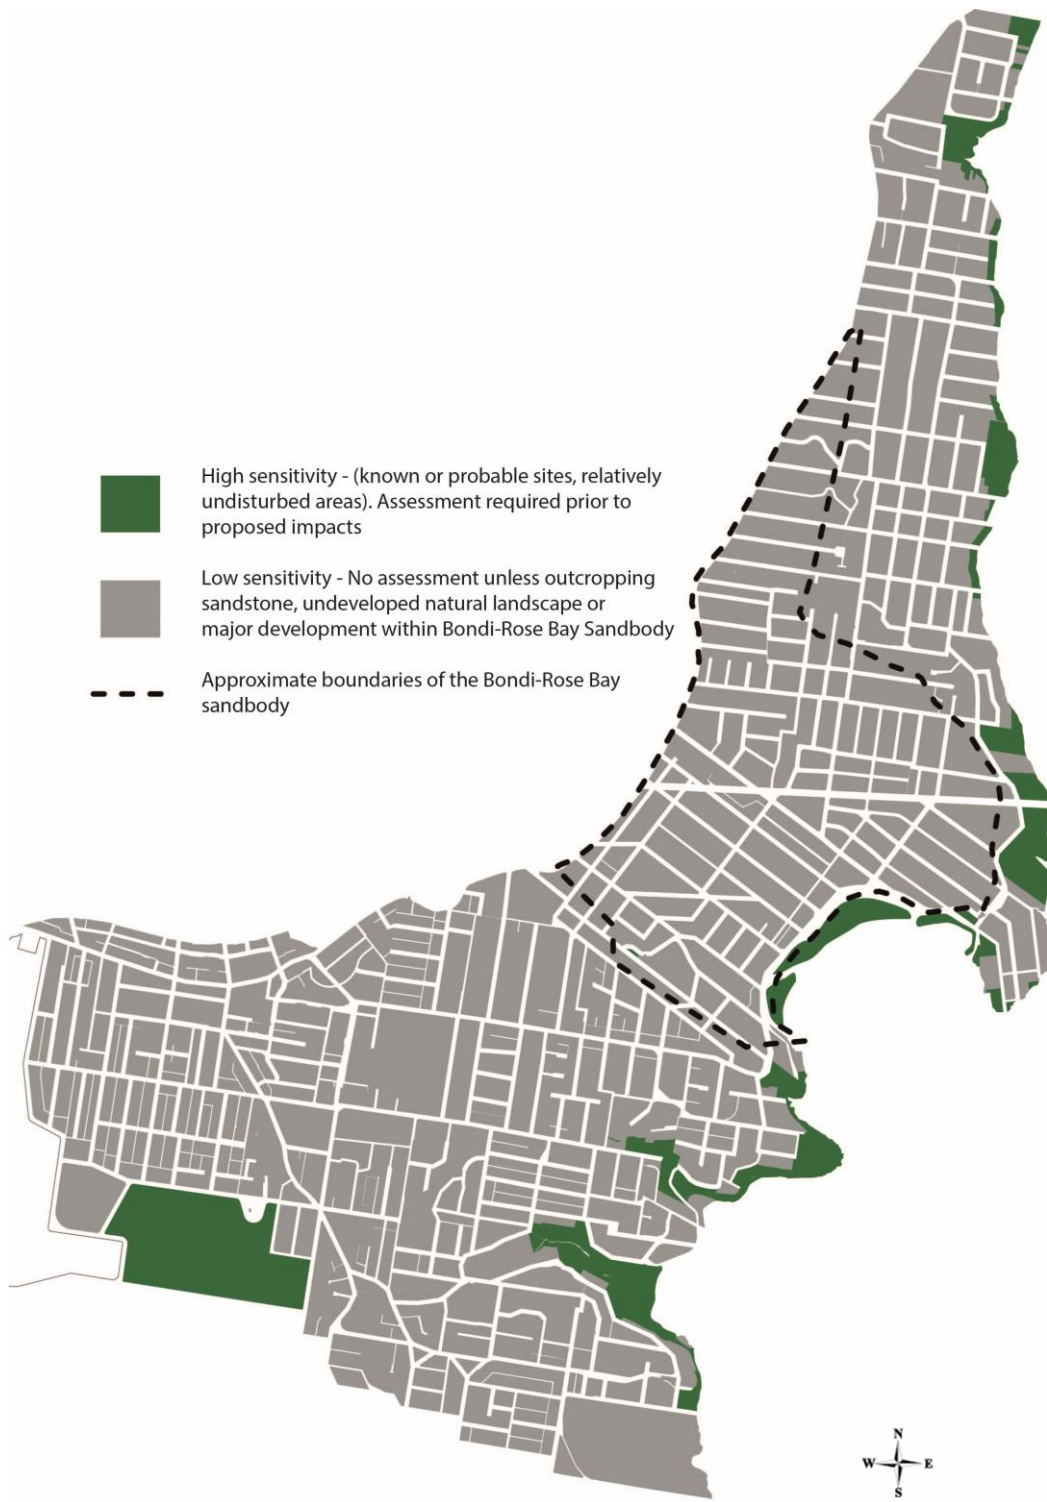 High sensitivity - (known or probable sites, relatively
undisturbed areas). Assessment required prior to
proposed impacts
Low sensitivity - No assessment unless outcropping
sandstone, undeveloped natural landscape or
major development within Bondi-Rose Bay Sandbody
Approximate boundaries of the Bondi-Rose Bay
sandbody
N
W E
S